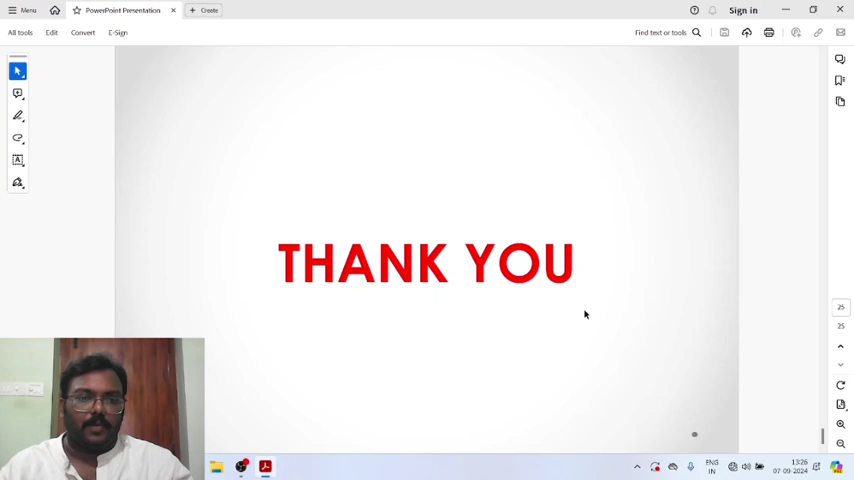 Menu
PowerPoint Presentation
Create
Sign in
All tools
Edit
Convert
E-Sign
Find text or tools
THANK YOU
25
25
ENG
IN
13:26
07-09-2024